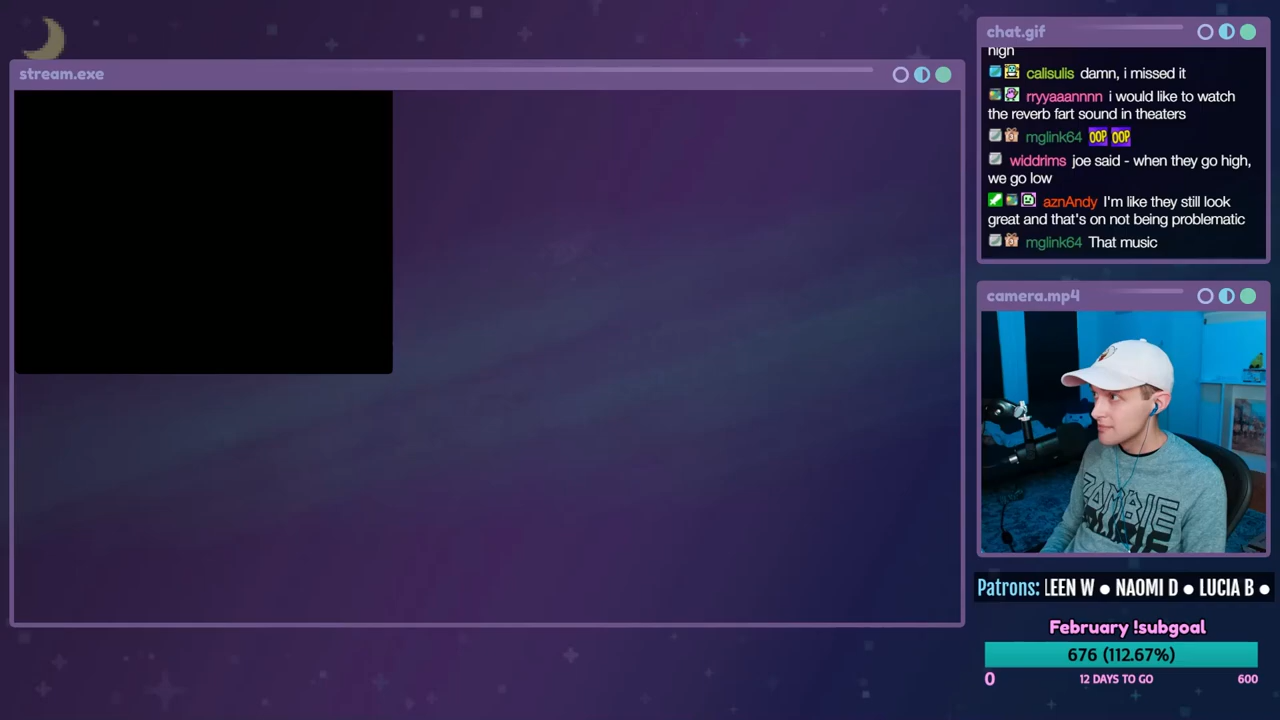 stream.exe
chat.gif
high
calisulis damn, i missed it
rryyaaannnn i would like to watch
the reverb fart sound in theaters
mglink64 OOP OOP
widdrims joe said - when they go high,
we go low
aznAndy I'm like they still look
great and that's on not being problematic
mglink64 That music
camera.mp4
ZAMBIE
Patrons: LEEN W ● NAOMI D ● LUCIA B ●
February !subgoal
676 (112.67%)
0 12 DAYS TO GO 600